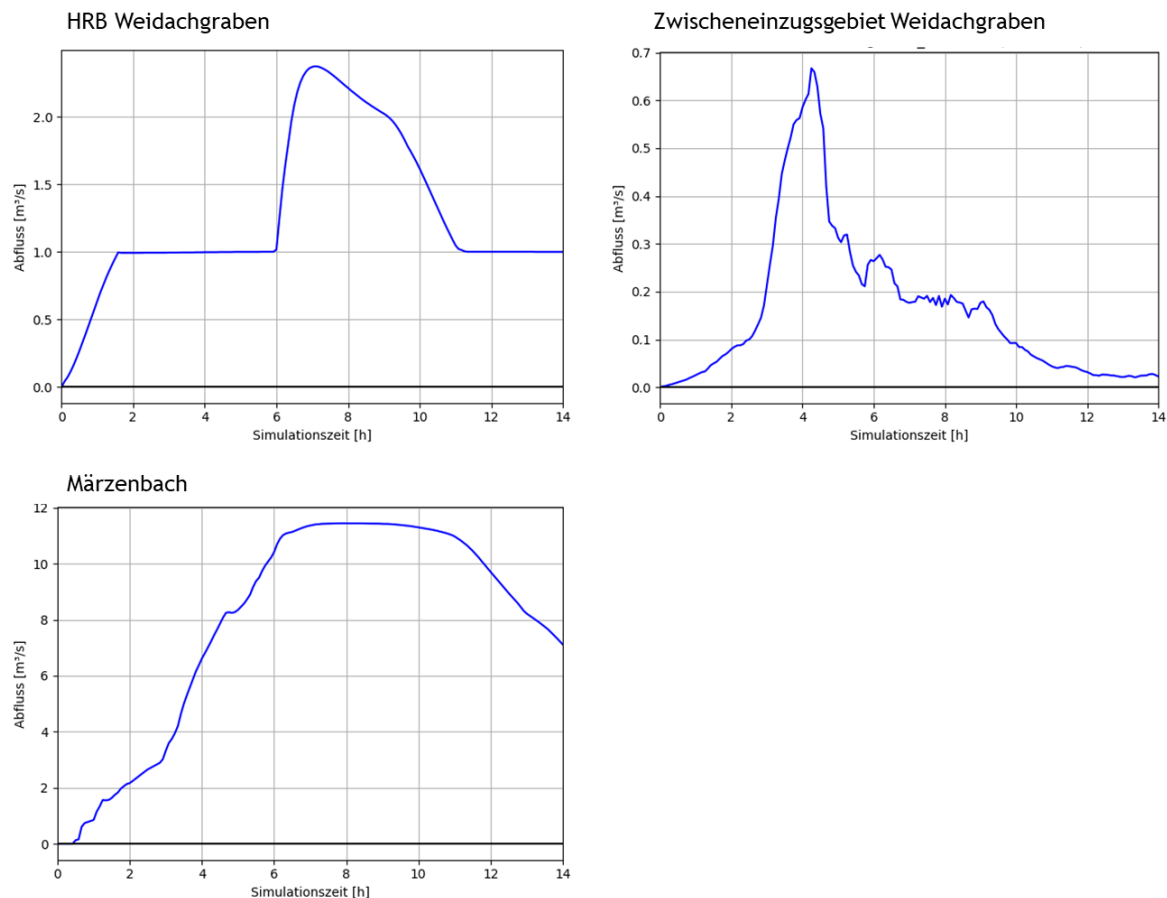 HRB Weidachgraben
Abfluss [m³/s]
2.0
1.5
1.0
0.5
0.0
0 2 4 6 8 10 12 14
Simulationszeit [h]
Zwischeneinzugsgebiet Weidachgraben
Abfluss [m³/s]
0.7
0.6
0.5
0.4
0.3
0.2
0.1
0.0
0 2 4 6 8 10 12 14
Simulationszeit [h]
Märzenbach
Abfluss [m³/s]
12
10
8
6
4
2
0
0 2 4 6 8 10 12 14
Simulationszeit [h]